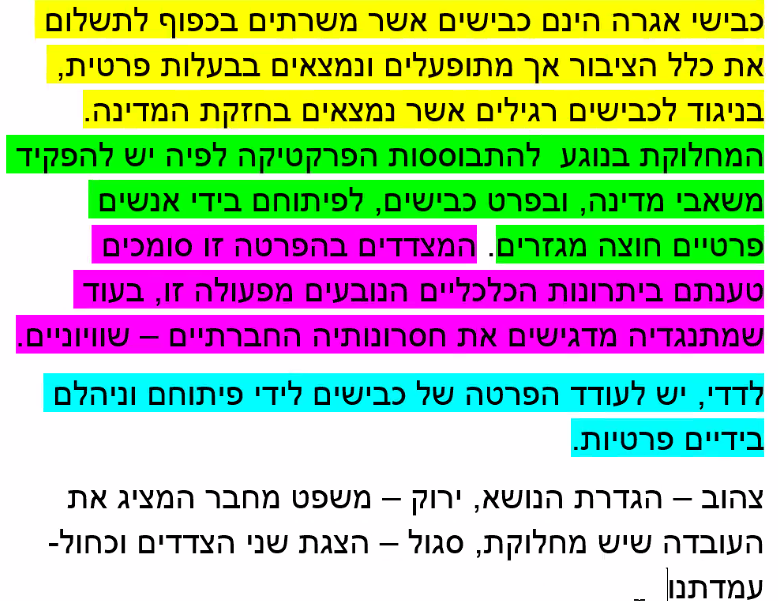 כבישי אגרה הינם כבישים אשר משרתים בכפוף לתשלום
את כלל הציבור אך מתופעלים ונמצאים בבעלות פרטית,
בניגוד לכבישים רגילים אשר נמצאים בחזקת המדינה.
המחלוקת בנוגע  להתבוססות הפרקטיקה לפיה יש להפקיד
משאבי מדינה, ובפרט כבישים, לפיתוחם בידי אנשים
פרטיים חוצה מגזרים. המצדדים בהפרטה זו סומכים
טענתם ביתרונות הכלכליים הנובעים מפעולה זו, בעוד
שמתנגדיה מדגישים את חסרונותיה החברתיים – שוויוניים.
לדדי, יש לעודד הפרטה של כבישים לידי פיתוחם וניהלם
בידיים פרטיות.
צהוב – הגדרת הנושא, ירוק – משפט מחבר המציג את
העובדה שיש מחלוקת, סגול – הצגת שני הצדדים וכחול-
עמדתנו